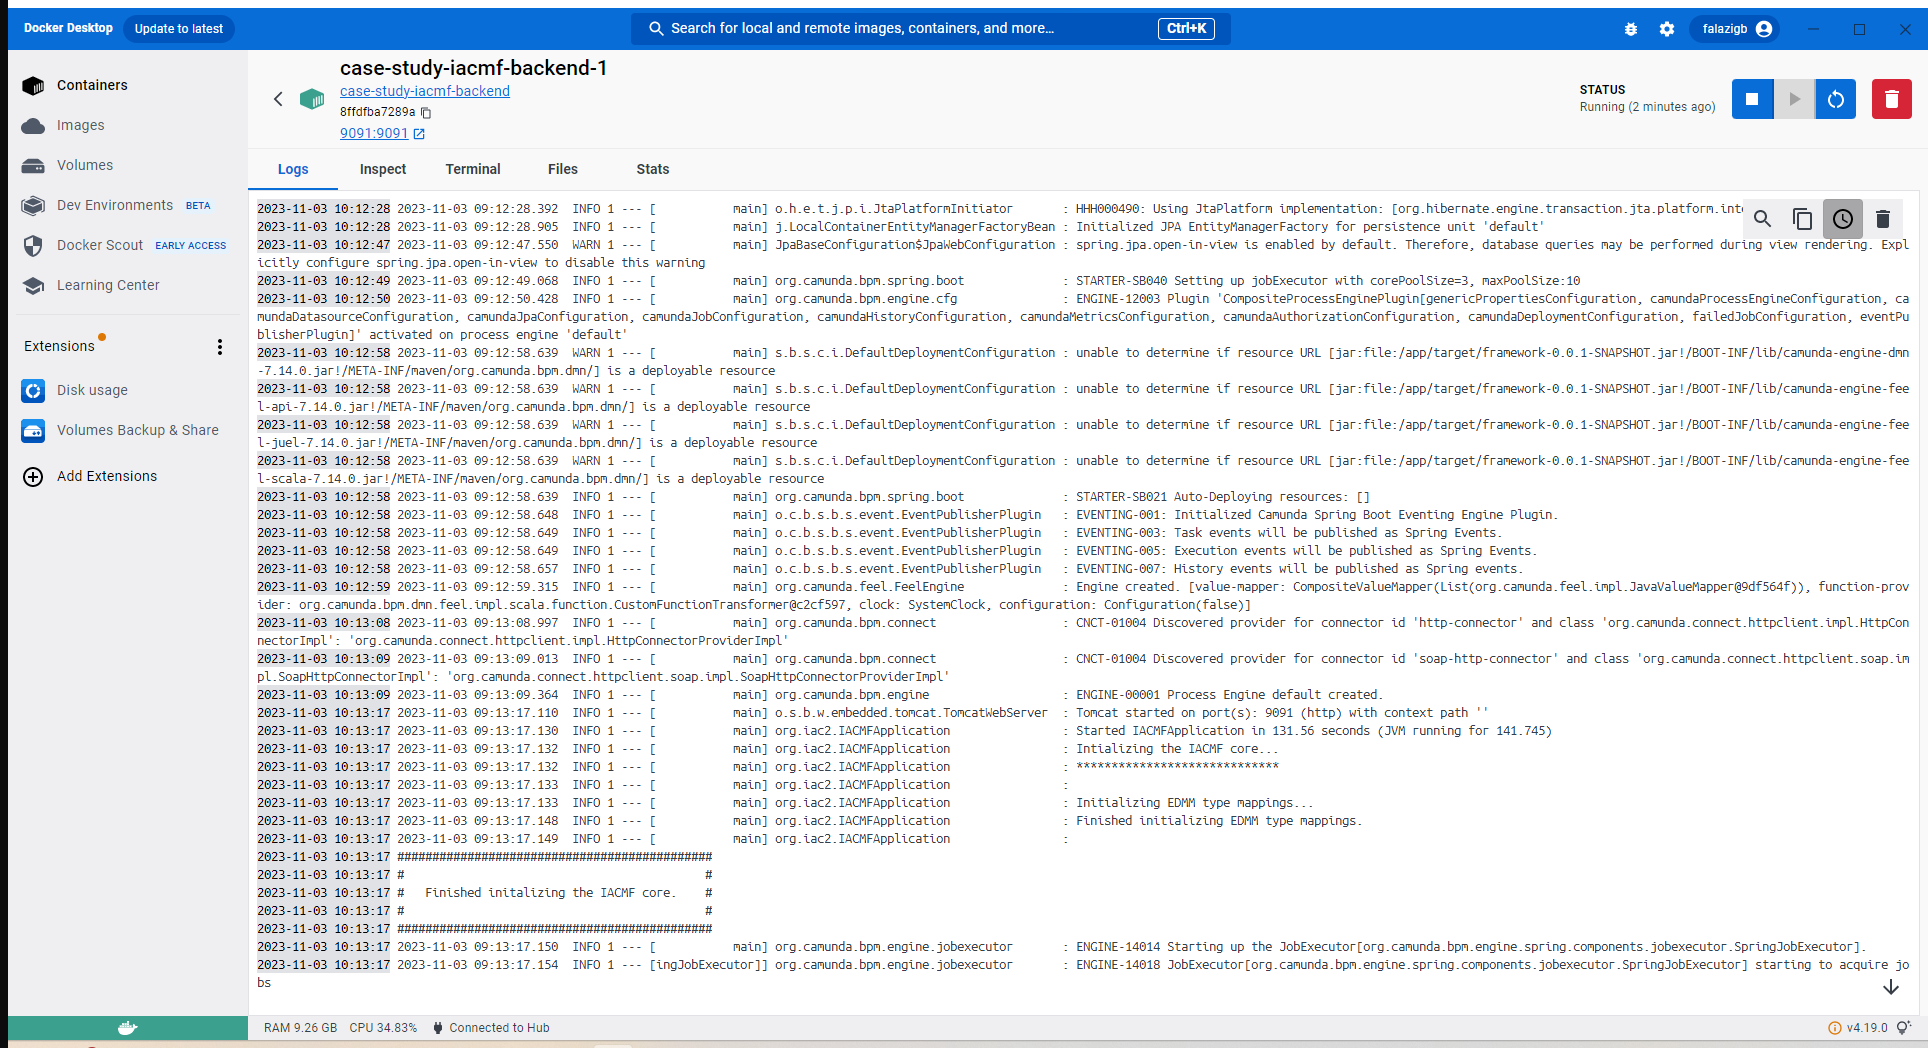 Docker Desktop
Update to latest
Search for local and remote images, containers, and more...
Ctrl+K
falazigb
Containers
Images
Volumes
Dev Environments BETA
Docker Scout EARLY ACCESS
Learning Center
Extensions
Disk usage
Volumes Backup & Share
Add Extensions
case-study-iacmf-backend-1
case-study-iacmf-backend
8ffdfba7289a
9091:9091
STATUS
Running (2 minutes ago)
Logs
Inspect
Terminal
Files
Stats
2023-11-03 10:12:28 2023-11-03 09:12:28.392 INFO 1 --- [ main] o.h.e.t.j.p.i.JtaPlatformInitiator : HHH000490: Using JtaPlatform implementation: [org.hibernate.engine.transaction.jta.platform.inte
2023-11-03 10:12:28 2023-11-03 09:12:28.905 INFO 1 --- [ main] j.LocalContainerEntityManagerFactoryBean : Initialized JPA EntityManagerFactory for persistence unit 'default'
2023-11-03 10:12:47 2023-11-03 09:12:47.550 WARN 1 --- [ main] JpaBaseConfiguration$JpaWebConfiguration : spring.jpa.open-in-view is enabled by default. Therefore, database queries may be performed during view rendering. Expl
icitly configure spring.jpa.open-in-view to disable this warning
2023-11-03 10:12:49 2023-11-03 09:12:49.068 INFO 1 --- [ main] org.camunda.bpm.spring.boot : STARTER-SB040 Setting up jobExecutor with corePoolSize=3, maxPoolSize:10
2023-11-03 10:12:50 2023-11-03 09:12:50.428 INFO 1 --- [ main] org.camunda.bpm.engine.cfg : ENGINE-12003 Plugin 'CompositeProcessEnginePlugin[genericPropertiesConfiguration, camundaProcessEngineConfiguration, ca
mundaDatasourceConfiguration, camundaJpaConfiguration, camundaJobConfiguration, camundaHistoryConfiguration, camundaMetricsConfiguration, camundaAuthorizationConfiguration, camundaDeploymentConfiguration, failedJobConfiguration, eventPu
blisherPlugin]' activated on process engine 'default'
2023-11-03 10:12:58 2023-11-03 09:12:58.639 WARN 1 --- [ main] s.b.s.c.i.DefaultDeploymentConfiguration : unable to determine if resource URL [jar:file:/app/target/framework-0.0.1-SNAPSHOT.jar!/BOOT-INF/lib/camunda-engine-dmn
-7.14.0.jar!/META-INF/maven/org.camunda.bpm.dmn/] is a deployable resource
2023-11-03 10:12:58 2023-11-03 09:12:58.639 WARN 1 --- [ main] s.b.s.c.i.DefaultDeploymentConfiguration : unable to determine if resource URL [jar:file:/app/target/framework-0.0.1-SNAPSHOT.jar!/BOOT-INF/lib/camunda-engine-fee
l-api-7.14.0.jar!/META-INF/maven/org.camunda.bpm.dmn/] is a deployable resource
2023-11-03 10:12:58 2023-11-03 09:12:58.639 WARN 1 --- [ main] s.b.s.c.i.DefaultDeploymentConfiguration : unable to determine if resource URL [jar:file:/app/target/framework-0.0.1-SNAPSHOT.jar!/BOOT-INF/lib/camunda-engine-fee
l-juel-7.14.0.jar!/META-INF/maven/org.camunda.bpm.dmn/] is a deployable resource
2023-11-03 10:12:58 2023-11-03 09:12:58.639 WARN 1 --- [ main] s.b.s.c.i.DefaultDeploymentConfiguration : unable to determine if resource URL [jar:file:/app/target/framework-0.0.1-SNAPSHOT.jar!/BOOT-INF/lib/camunda-engine-fee
l-scala-7.14.0.jar!/META-INF/maven/org.camunda.bpm.dmn/] is a deployable resource
2023-11-03 10:12:58 2023-11-03 09:12:58.639 INFO 1 --- [ main] org.camunda.bpm.spring.boot : STARTER-SB021 Auto-Deploying resources: []
2023-11-03 10:12:58 2023-11-03 09:12:58.648 INFO 1 --- [ main] o.c.b.s.b.s.event.EventPublisherPlugin : EVENTING-001: Initialized Camunda Spring Boot Eventing Engine Plugin.
2023-11-03 10:12:58 2023-11-03 09:12:58.649 INFO 1 --- [ main] o.c.b.s.b.s.event.EventPublisherPlugin : EVENTING-003: Task events will be published as Spring Events.
2023-11-03 10:12:58 2023-11-03 09:12:58.649 INFO 1 --- [ main] o.c.b.s.b.s.event.EventPublisherPlugin : EVENTING-005: Execution events will be published as Spring Events.
2023-11-03 10:12:58 2023-11-03 09:12:58.657 INFO 1 --- [ main] o.c.b.s.b.s.event.EventPublisherPlugin : EVENTING-007: History events will be published as Spring events.
2023-11-03 10:12:59 2023-11-03 09:12:59.315 INFO 1 --- [ main] org.camunda.feel.FeelEngine : Engine created. [value-mapper: CompositeValueMapper(List(org.camunda.feel.impl.JavaValueMapper@9df564f)), function-prov
ider: org.camunda.bpm.dmn.feel.impl.scala.function.CustomFunctionTransformer@c2cf597, clock: SystemClock, configuration: Configuration(false)]
2023-11-03 10:13:08 2023-11-03 09:13:08.997 INFO 1 --- [ main] org.camunda.bpm.connect : CNCT-01004 Discovered provider for connector id 'http-connector' and class 'org.camunda.connect.httpclient.impl.HttpCon
nectorImpl': 'org.camunda.connect.httpclient.impl.HttpConnectorProviderImpl'
2023-11-03 10:13:09 2023-11-03 09:13:09.013 INFO 1 --- [ main] org.camunda.bpm.connect : CNCT-01004 Discovered provider for connector id 'soap-http-connector' and class 'org.camunda.connect.httpclient.soap.im
pl.SoapHttpConnectorImpl': 'org.camunda.connect.httpclient.soap.impl.SoapHttpConnectorProviderImpl'
2023-11-03 10:13:09 2023-11-03 09:13:09.364 INFO 1 --- [ main] org.camunda.bpm.engine : ENGINE-00001 Process Engine default created.
2023-11-03 10:13:17 2023-11-03 09:13:17.110 INFO 1 --- [ main] o.s.b.w.embedded.tomcat.TomcatWebServer : Tomcat started on port(s): 9091 (http) with context path ''
2023-11-03 10:13:17 2023-11-03 09:13:17.130 INFO 1 --- [ main] org.iac2.IACMFApplication : Started IACMFApplication in 131.56 seconds (JVM running for 141.745)
2023-11-03 10:13:17 2023-11-03 09:13:17.132 INFO 1 --- [ main] org.iac2.IACMFApplication : Intializing the IACMF core...
2023-11-03 10:13:17 2023-11-03 09:13:17.132 INFO 1 --- [ main] org.iac2.IACMFApplication : *****************************
2023-11-03 10:13:17 2023-11-03 09:13:17.133 INFO 1 --- [ main] org.iac2.IACMFApplication :
2023-11-03 10:13:17 2023-11-03 09:13:17.133 INFO 1 --- [ main] org.iac2.IACMFApplication : Initializing EDMM type mappings...
2023-11-03 10:13:17 2023-11-03 09:13:17.148 INFO 1 --- [ main] org.iac2.IACMFApplication : Finished initializing EDMM type mappings.
2023-11-03 10:13:17 2023-11-03 09:13:17.149 INFO 1 --- [ main] org.iac2.IACMFApplication :
2023-11-03 10:13:17 #############################################
2023-11-03 10:13:17 # #
2023-11-03 10:13:17 # Finished initalizing the IACMF core. #
2023-11-03 10:13:17 # #
2023-11-03 10:13:17 #############################################
2023-11-03 10:13:17 2023-11-03 09:13:17.150 INFO 1 --- [ main] org.camunda.bpm.engine.jobexecutor : ENGINE-14014 Starting up the JobExecutor[org.camunda.bpm.engine.spring.components.jobexecutor.SpringJobExecutor].
2023-11-03 10:13:17 2023-11-03 09:13:17.154 INFO 1 --- [ingJobExecutor]] org.camunda.bpm.engine.jobexecutor : ENGINE-14018 JobExecutor[org.camunda.bpm.engine.spring.components.jobexecutor.SpringJobExecutor] starting to acquire jo
bs
RAM 9.26 GB CPU 34.83% Connected to Hub
v4.19.0